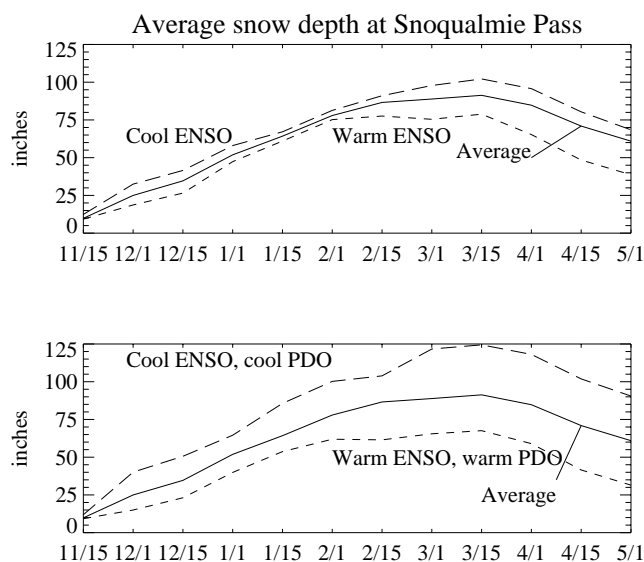 Average snow depth at Snoqualmie Pass
125
100
75
50
25
0
inches
Cool ENSO
Warm ENSO
Average
11/15 12/1 12/15 1/1 1/15 2/1 2/15 3/1 3/15 4/1 4/15 5/1
125
100
75
50
25
0
inches
Cool ENSO, cool PDO
Warm ENSO, warm PDO
Average
11/15 12/1 12/15 1/1 1/15 2/1 2/15 3/1 3/15 4/1 4/15 5/1